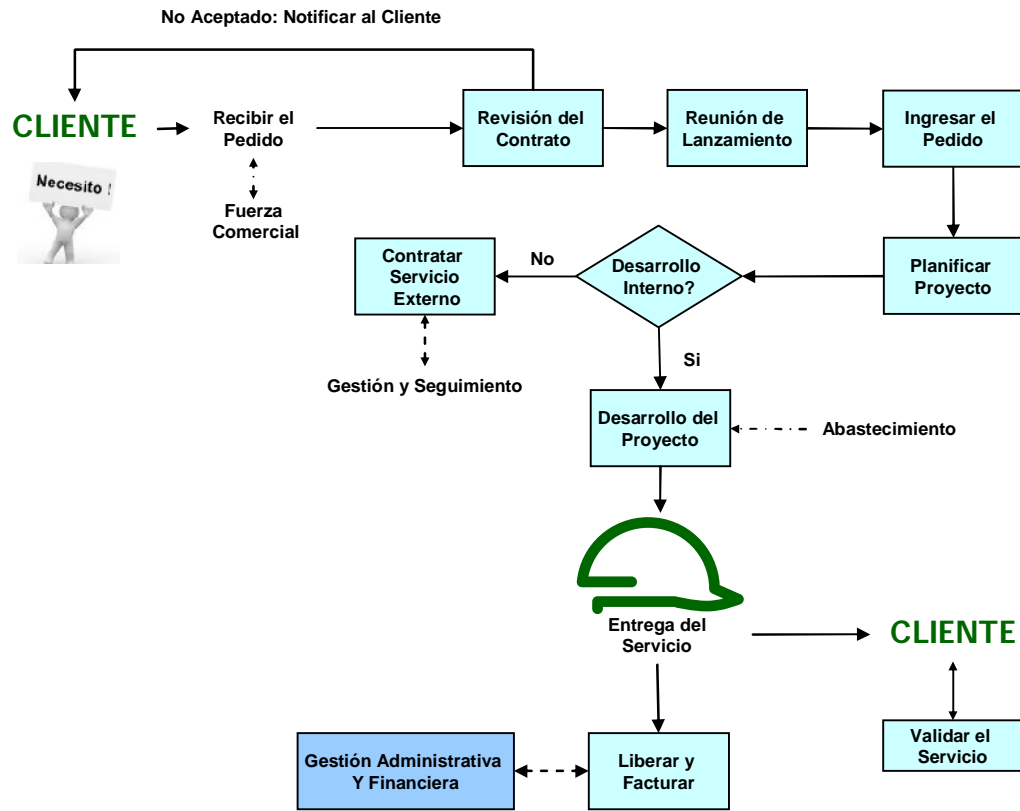 No Aceptado: Notificar al Cliente
CLIENTE
Necesito !
Recibir el
Pedido
Fuerza
Comercial
Revisión del
Contrato
Reunión de
Lanzamiento
Ingresar el
Pedido
Contratar
Servicio
Externo
No
Desarrollo
Interno?
Planificar
Proyecto
Gestión y Seguimiento
Si
Desarrollo del
Proyecto
Abastecimiento
Entrega del
Servicio
CLIENTE
Gestión Administrativa
Y Financiera
Liberar y
Facturar
Validar el
Servicio